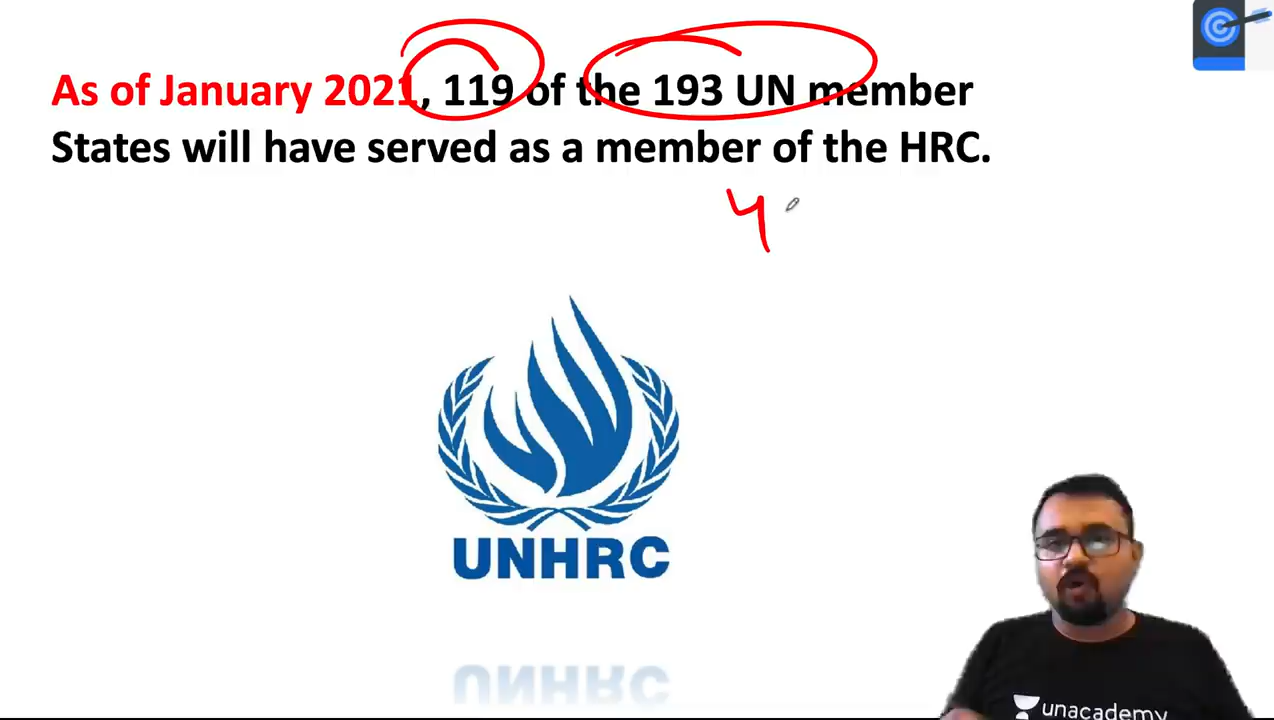 As of January 2021, 119 of the 193 UN member
States will have served as a member of the HRC.
4
UNHRC
unacademy